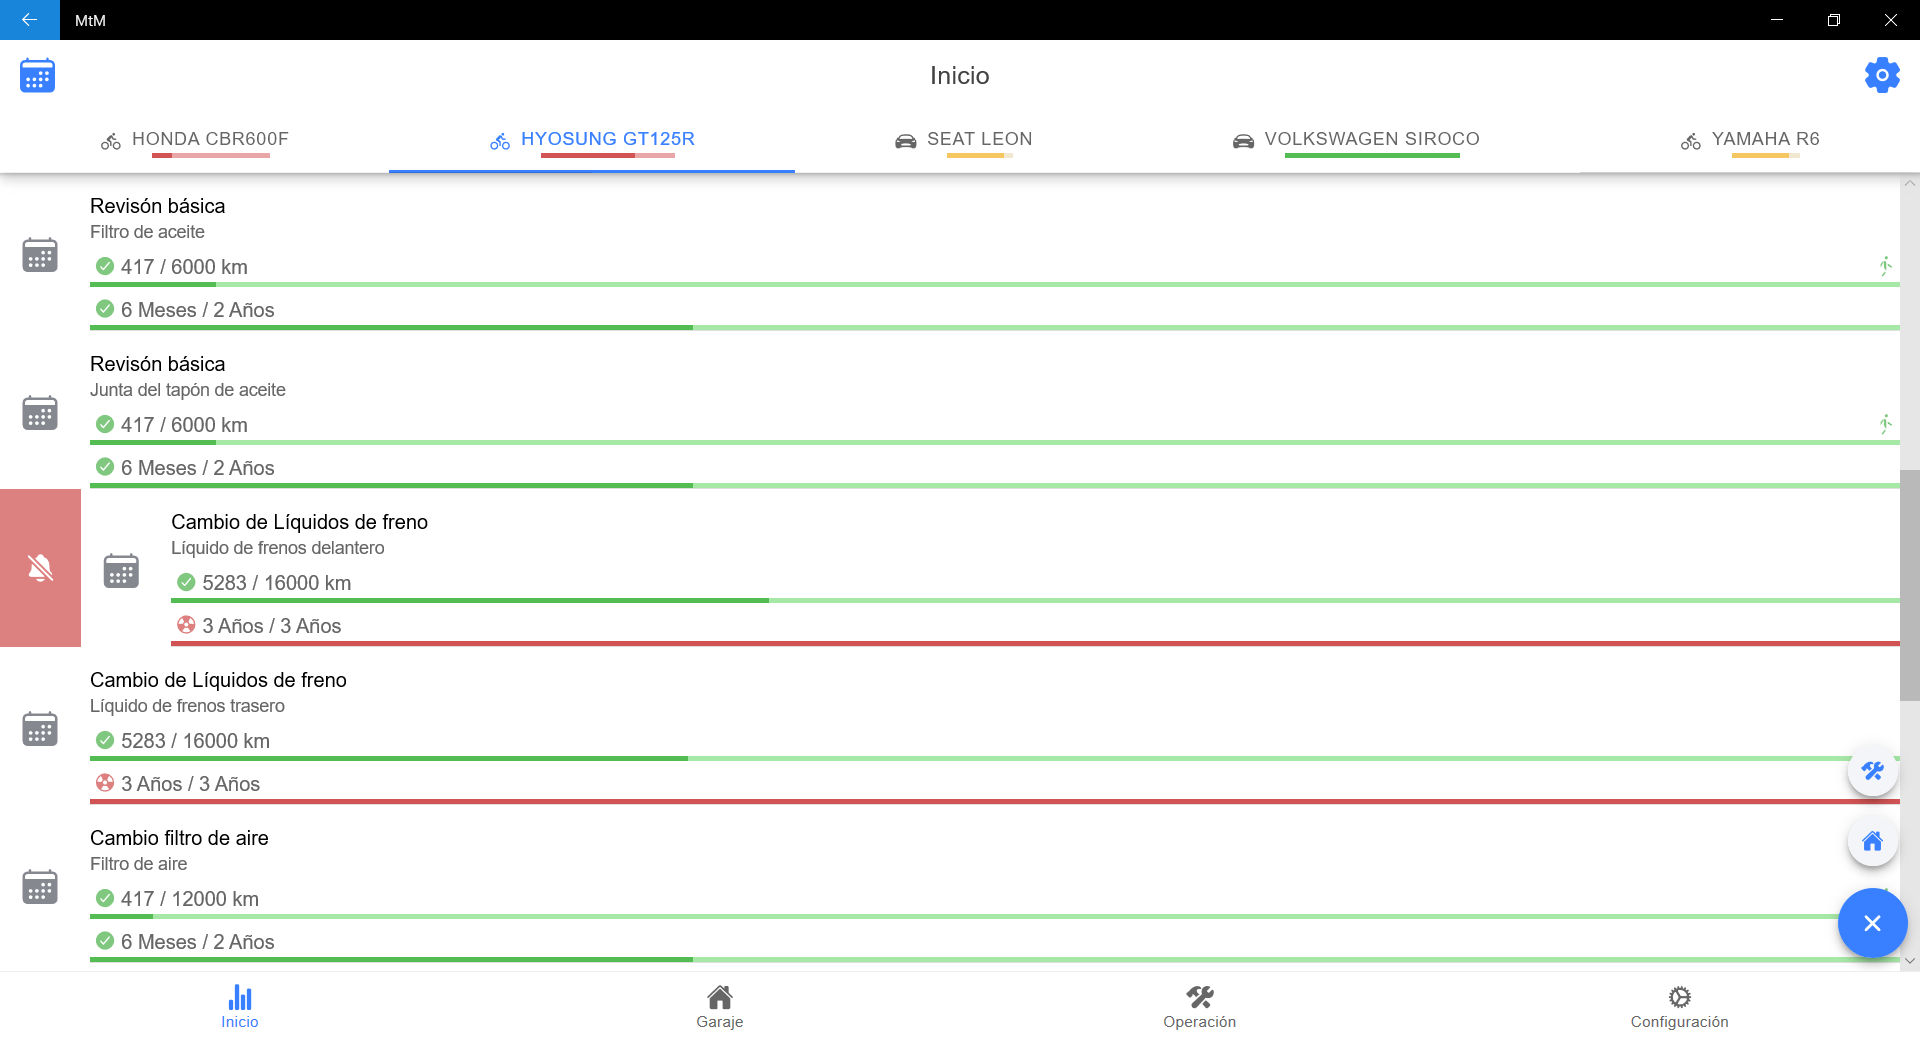 MtM
Inicio
HONDA CBR600F
HYOSUNG GT125R
SEAT LEON
VOLKSWAGEN SIROCO
YAMAHA R6
Revisón básica
Filtro de aceite
417 / 6000 km
6 Meses / 2 Años
Revisón básica
Junta del tapón de aceite
417 / 6000 km
6 Meses / 2 Años
Cambio de Líquidos de freno
Líquido de frenos delantero
5283 / 16000 km
3 Años / 3 Años
Cambio de Líquidos de freno
Líquido de frenos trasero
5283 / 16000 km
3 Años / 3 Años
Cambio filtro de aire
Filtro de aire
417 / 12000 km
6 Meses / 2 Años
Inicio
Garaje
Operación
Configuración